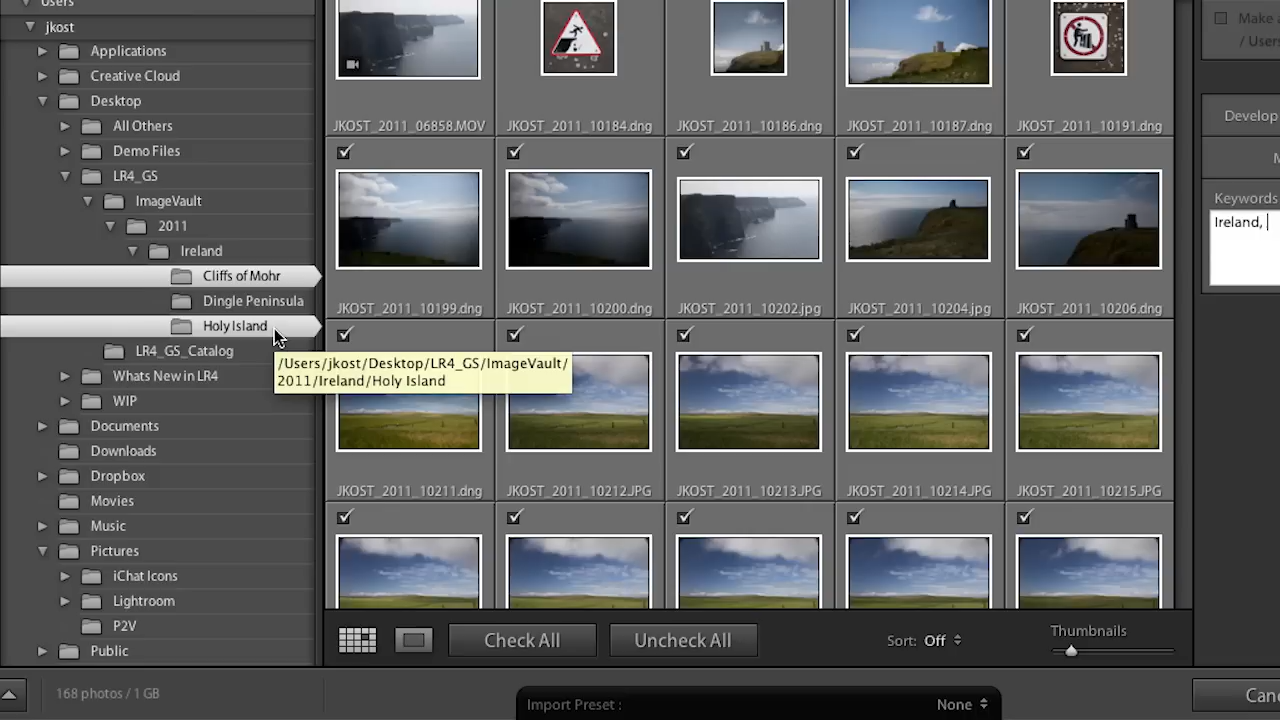 Users
jkost
Applications
Creative Cloud
Desktop
All Others
Demo Files
LR4_GS
ImageVault
2011
Ireland
Cliffs of Mohr
Dingle Peninsula
Holy Island
LR4_GS_Catalog
Whats New in LR4
WIP
Documents
Downloads
Dropbox
Movies
Music
Pictures
iChat Icons
Lightroom
P2V
Public
168 photos / 1 GB
/Users/jkost/Desktop/LR4_GS/ImageVault/
2011/Ireland/Holy Island
JKOST_2011_06858.MOV
JKOST_2011_10184.dng
JKOST_2011_10186.dng
JKOST_2011_10187.dng
JKOST_2011_10191.dng
JKOST_2011_10199.dng
JKOST_2011_10200.dng
JKOST_2011_10202.jpg
JKOST_2011_10204.jpg
JKOST_2011_10206.dng
JKOST_2011_10211.dng
JKOST_2011_10212.JPG
JKOST_2011_10213.JPG
JKOST_2011_10214.JPG
JKOST_2011_10215.JPG
Check All
Uncheck All
Sort: Off
Thumbnails
Import Preset :
None
Make
/ Users
Develop
M
Keywords
Ireland,
Can